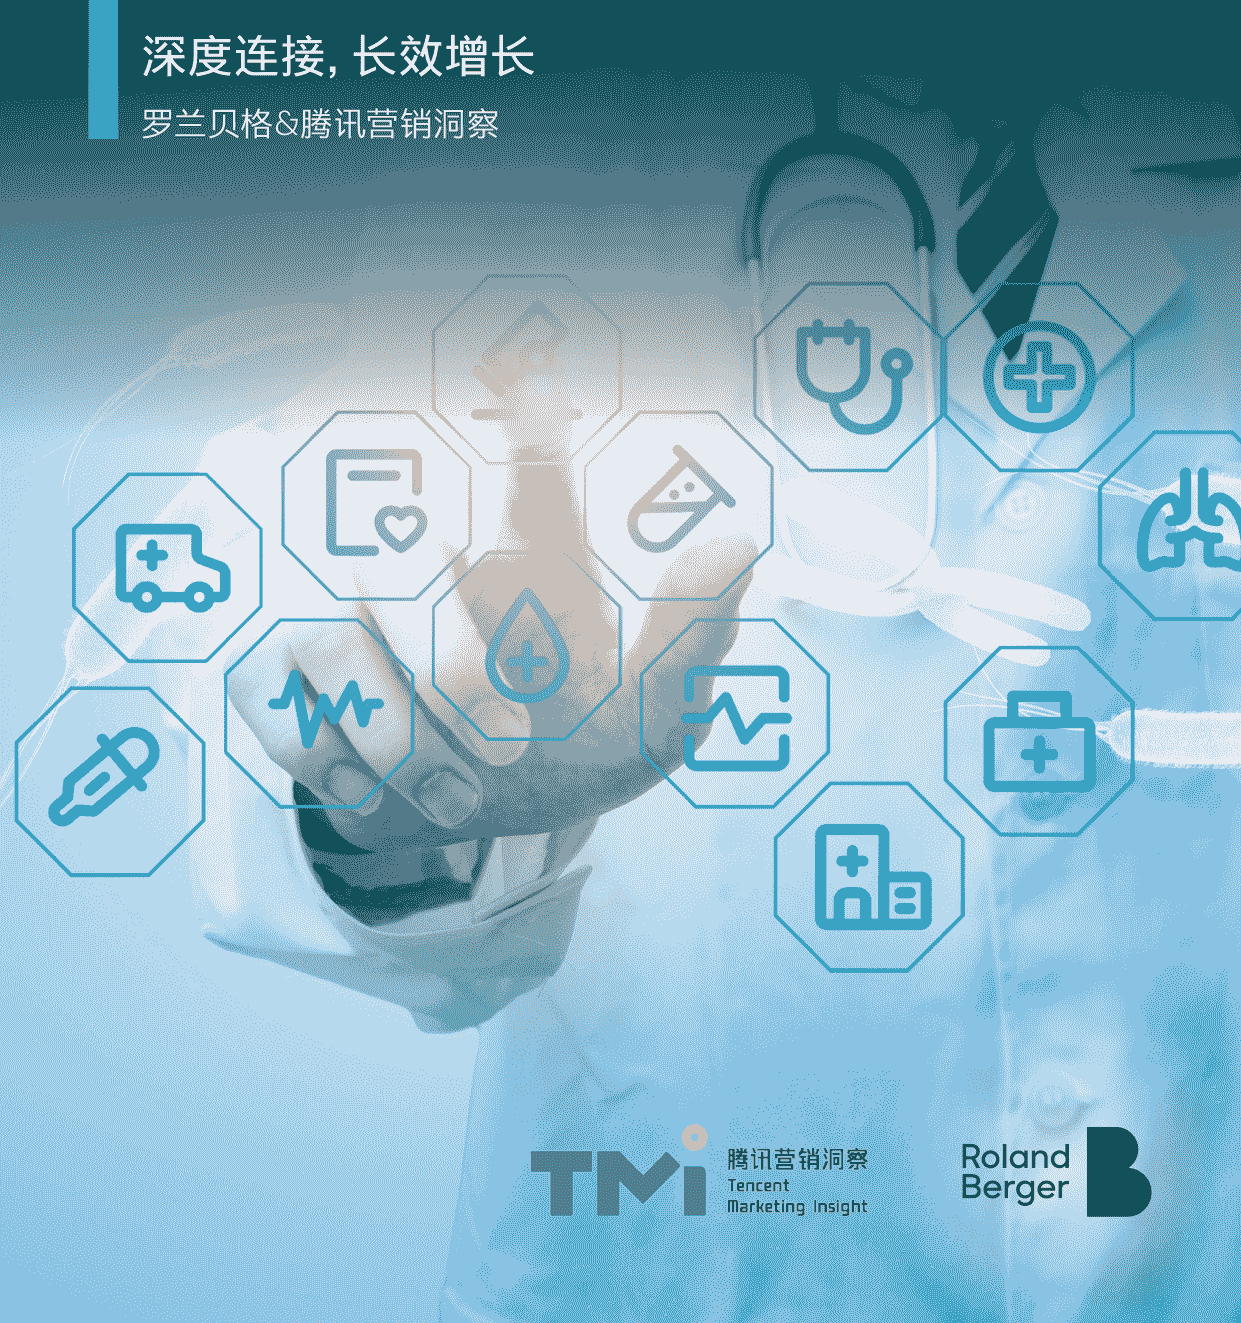 深度连接, 长效增长
罗兰贝格&腾讯营销洞察
TMi
腾讯营销洞察
Tencent
Marketing Insight
Roland
Berger
B